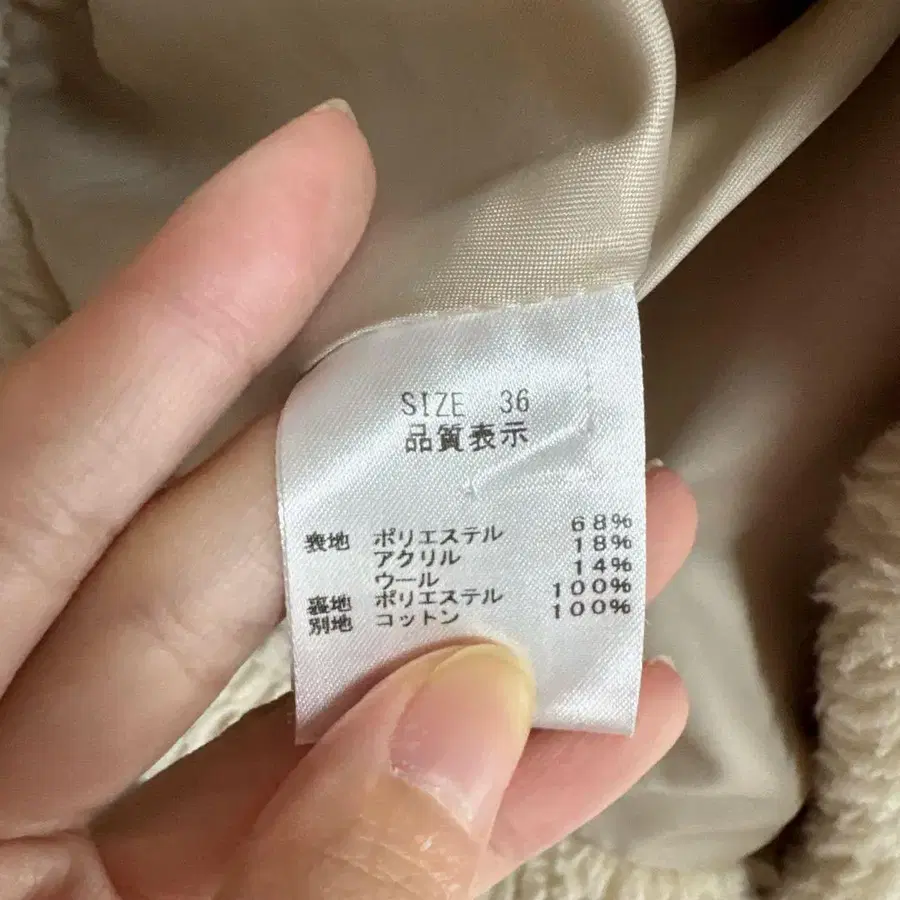 SIZE 36
品質表示
表地 ポリエステル 68%
アクリル 18%
ウール 14%
裏地 ポリエステル 100%
別地 コットン 100%